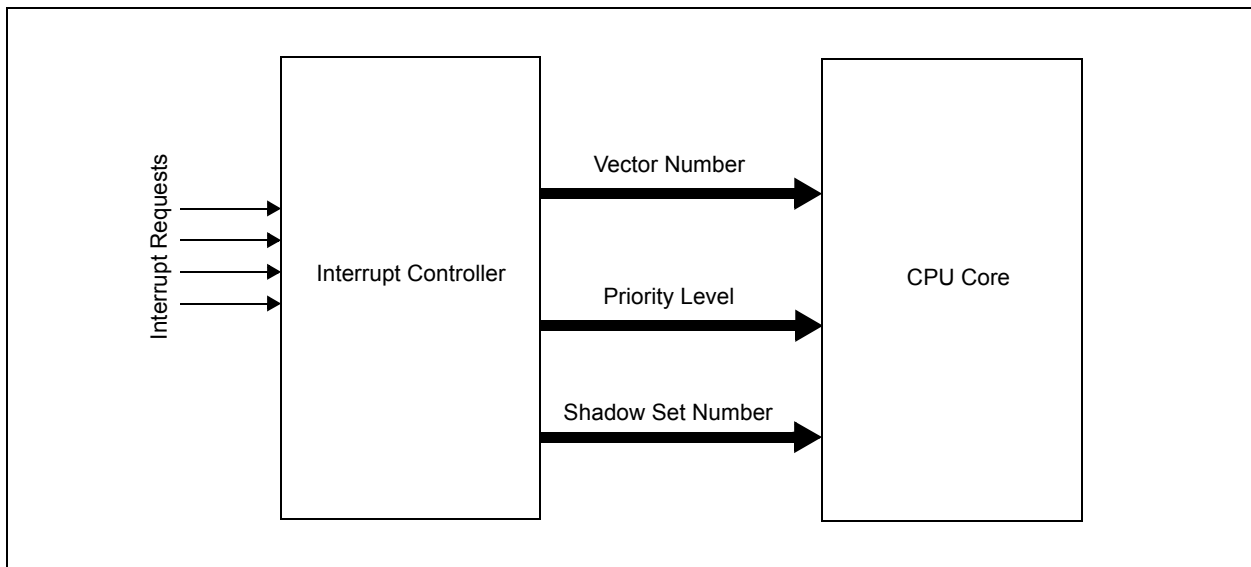 Interrupt Requests
Interrupt Controller
Vector Number
Priority Level
Shadow Set Number
CPU Core